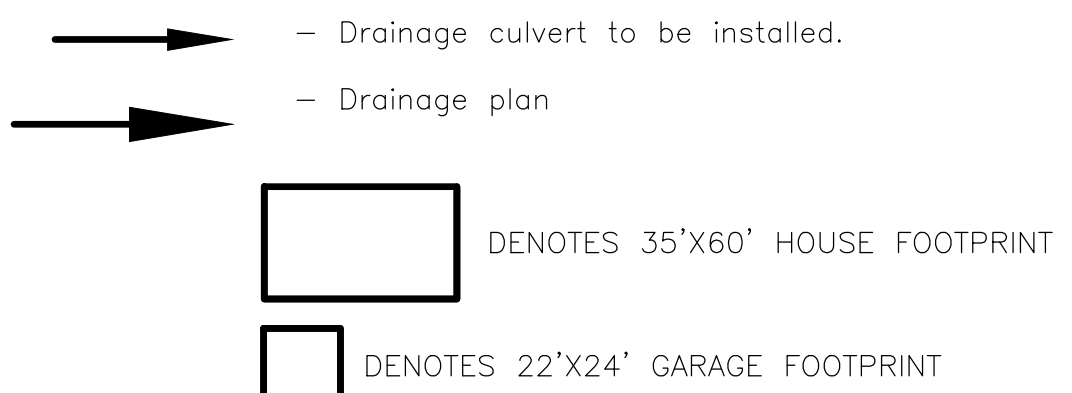 – Drainage culvert to be installed.
– Drainage plan
DENOTES 35'X60' HOUSE FOOTPRINT
DENOTES 22'X24' GARAGE FOOTPRINT